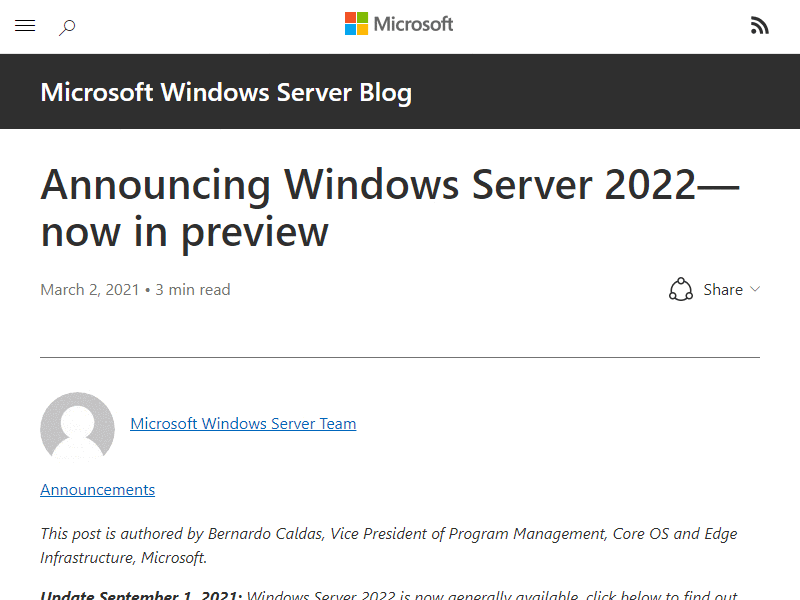 Microsoft
Microsoft Windows Server Blog
Announcing Windows Server 2022—
now in preview
March 2, 2021 • 3 min read
Share
Microsoft Windows Server Team
Announcements
This post is authored by Bernardo Caldas, Vice President of Program Management, Core OS and Edge
Infrastructure, Microsoft.
Update September 1, 2021: Windows Server 2022 is now generally available, click below to find out